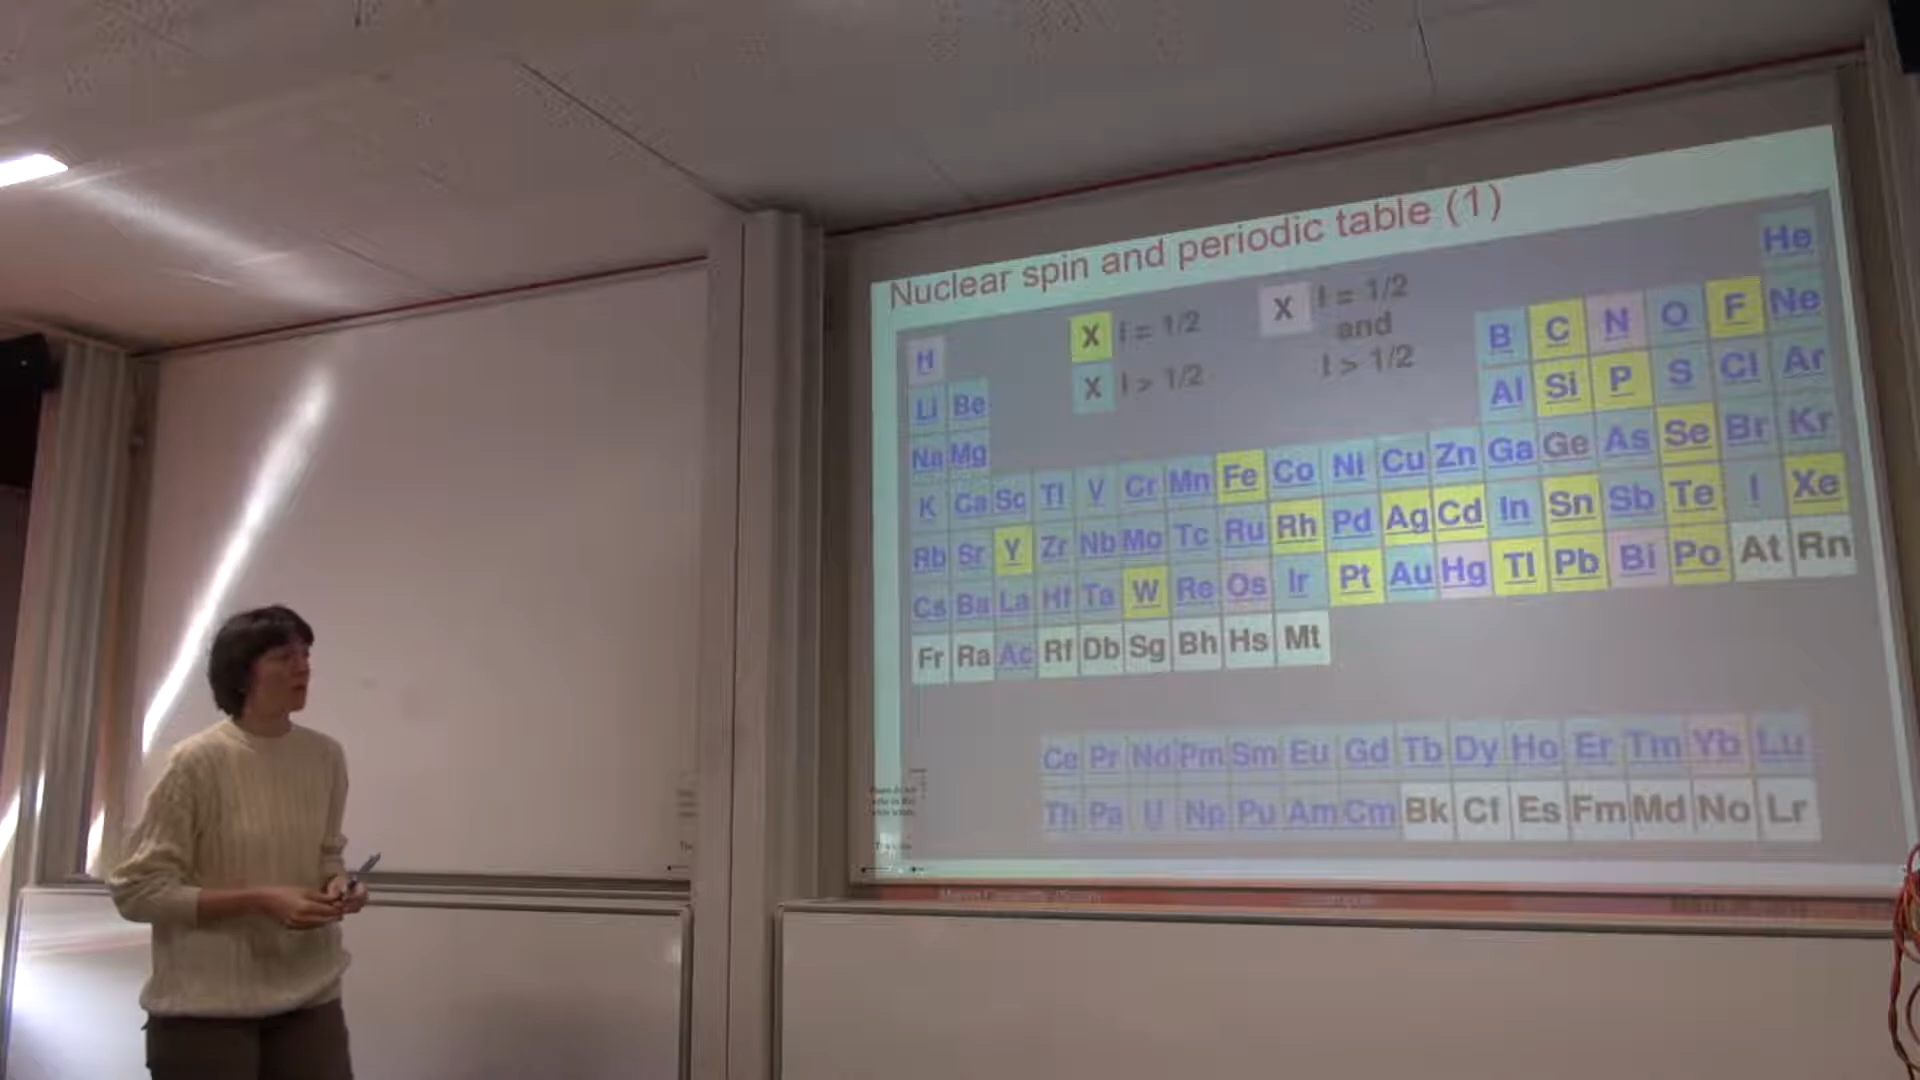 Nuclear spin and periodic table (1)
He
X I = 1/2
X I = 1/2
and
I > 1/2
X I > 1/2
H
B C N O F Ne
Li Be
Al Si P S Cl Ar
Na Mg
K Ca Sc Ti V Cr Mn Fe Co Ni Cu Zn Ga Ge As Se Br Kr
Rb Sr Y Zr Nb Mo Tc Ru Rh Pd Ag Cd In Sn Sb Te I Xe
Cs Ba La Hf Ta W Re Os Ir Pt Au Hg Tl Pb Bi Po At Rn
Fr Ra Ac Rf Db Sg Bh Hs Mt
Ce Pr Nd Pm Sm Eu Gd Tb Dy Ho Er Tm Yb Lu
Th Pa U Np Pu Am Cm Bk Cf Es Fm Md No Lr